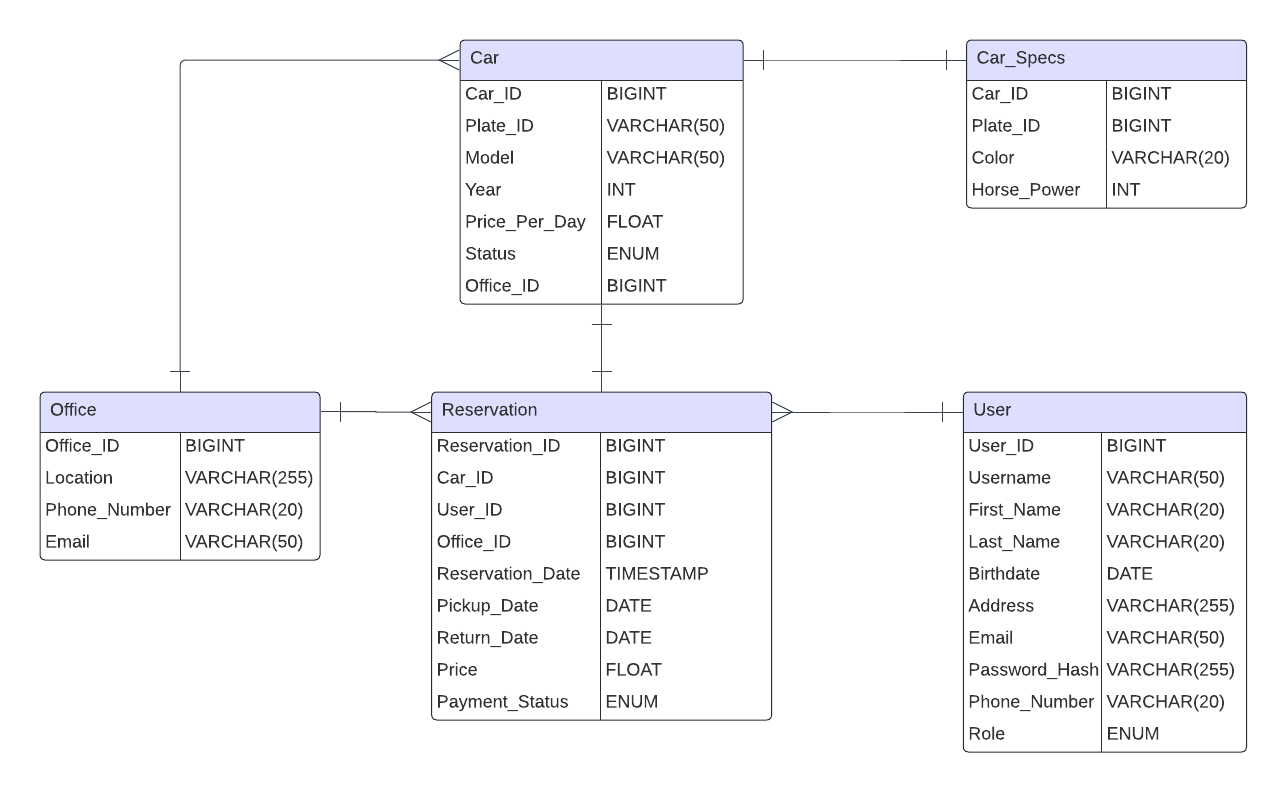 Car
Car_ID BIGINT
Plate_ID VARCHAR(50)
Model VARCHAR(50)
Year INT
Price_Per_Day FLOAT
Status ENUM
Office_ID BIGINT
Car_Specs
Car_ID BIGINT
Plate_ID BIGINT
Color VARCHAR(20)
Horse_Power INT
Office
Office_ID BIGINT
Location VARCHAR(255)
Phone_Number VARCHAR(20)
Email VARCHAR(50)
Reservation
Reservation_ID BIGINT
Car_ID BIGINT
User_ID BIGINT
Office_ID BIGINT
Reservation_Date TIMESTAMP
Pickup_Date DATE
Return_Date DATE
Price FLOAT
Payment_Status ENUM
User
User_ID BIGINT
Username VARCHAR(50)
First_Name VARCHAR(20)
Last_Name VARCHAR(20)
Birthdate DATE
Address VARCHAR(255)
Email VARCHAR(50)
Password_Hash VARCHAR(255)
Phone_Number VARCHAR(20)
Role ENUM